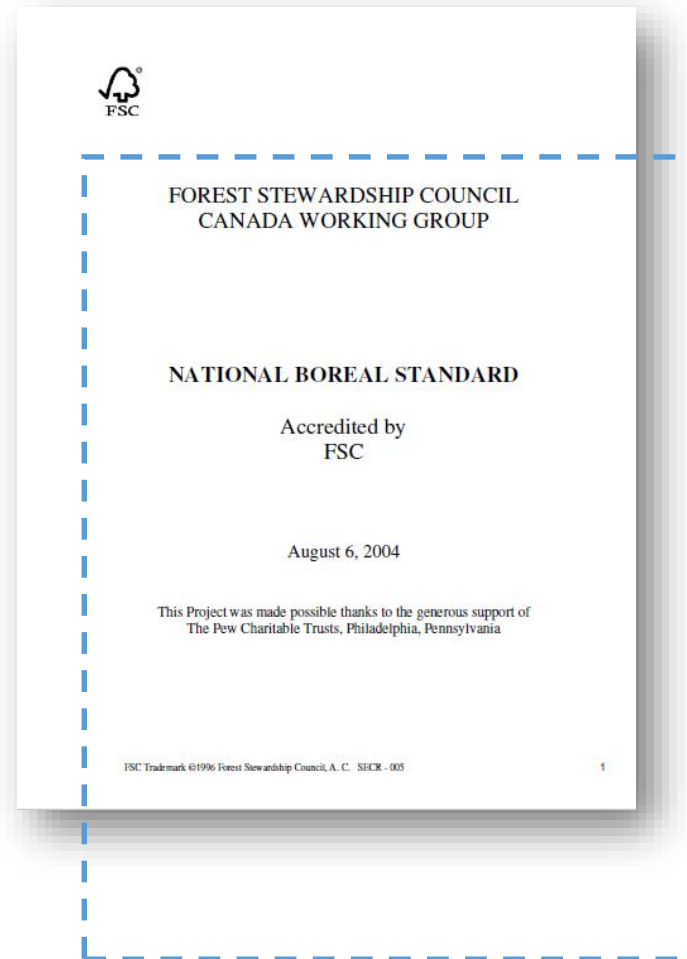 FSC
FOREST STEWARDSHIP COUNCIL
CANADA WORKING GROUP
NATIONAL BOREAL STANDARD
Accredited by
FSC
August 6, 2004
This Project was made possible thanks to the generous support of
The Pew Charitable Trusts, Philadelphia, Pennsylvania
FSC Trademark ©1996 Forest Stewardship Council, A. C. SECR - 005
1